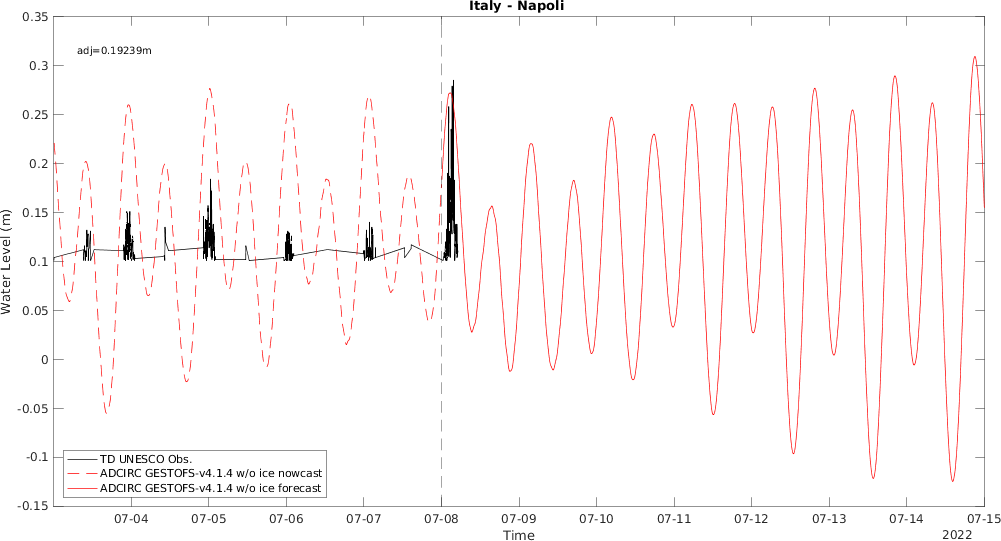 Italy - Napoli
0.35
0.3
0.25
0.2
0.15
0.1
0.05
0
-0.05
-0.1
-0.15
Water Level (m)
adj=0.19239m
TD UNESCO Obs.
ADCIRC GESTOFS-v4.1.4 w/o ice nowcast
ADCIRC GESTOFS-v4.1.4 w/o ice forecast
07-04 07-05 07-06 07-07 07-08 07-09 07-10 07-11 07-12 07-13 07-14 07-15
Time
2022